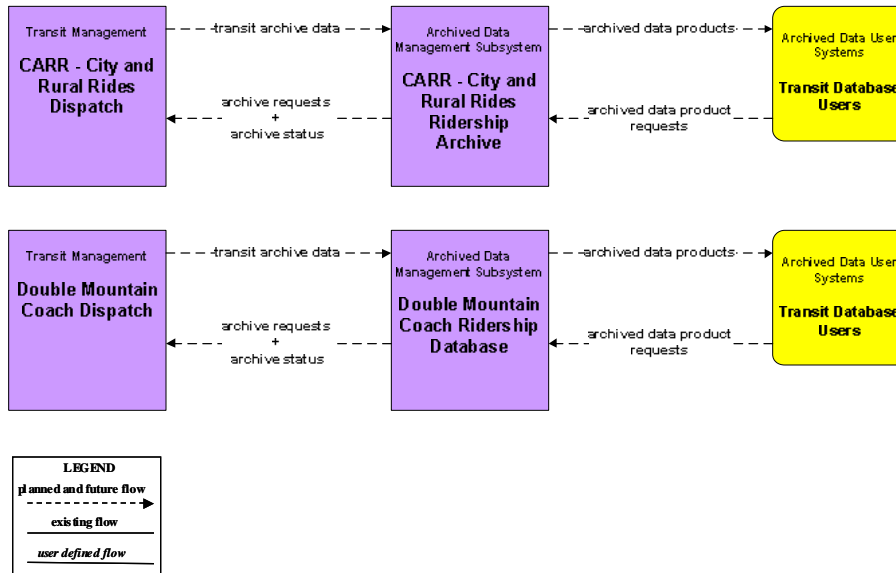 Transit Management
CARR - City and
Rural Rides
Dispatch
transit archive data
archive requests
+
archive status
Archived Data
Management Subsystem
CARR - City and
Rural Rides
Ridership
Archive
archived data products
archived data product
requests
Archived Data User
Systems
Transit Database
Users
Transit Management
Double Mountain
Coach Dispatch
transit archive data
archive requests
+
archive status
Archived Data
Management Subsystem
Double Mountain
Coach Ridership
Database
archived data products
archived data product
requests
Archived Data User
Systems
Transit Database
Users
LEGEND
planned and future flow
existing flow
user defined flow